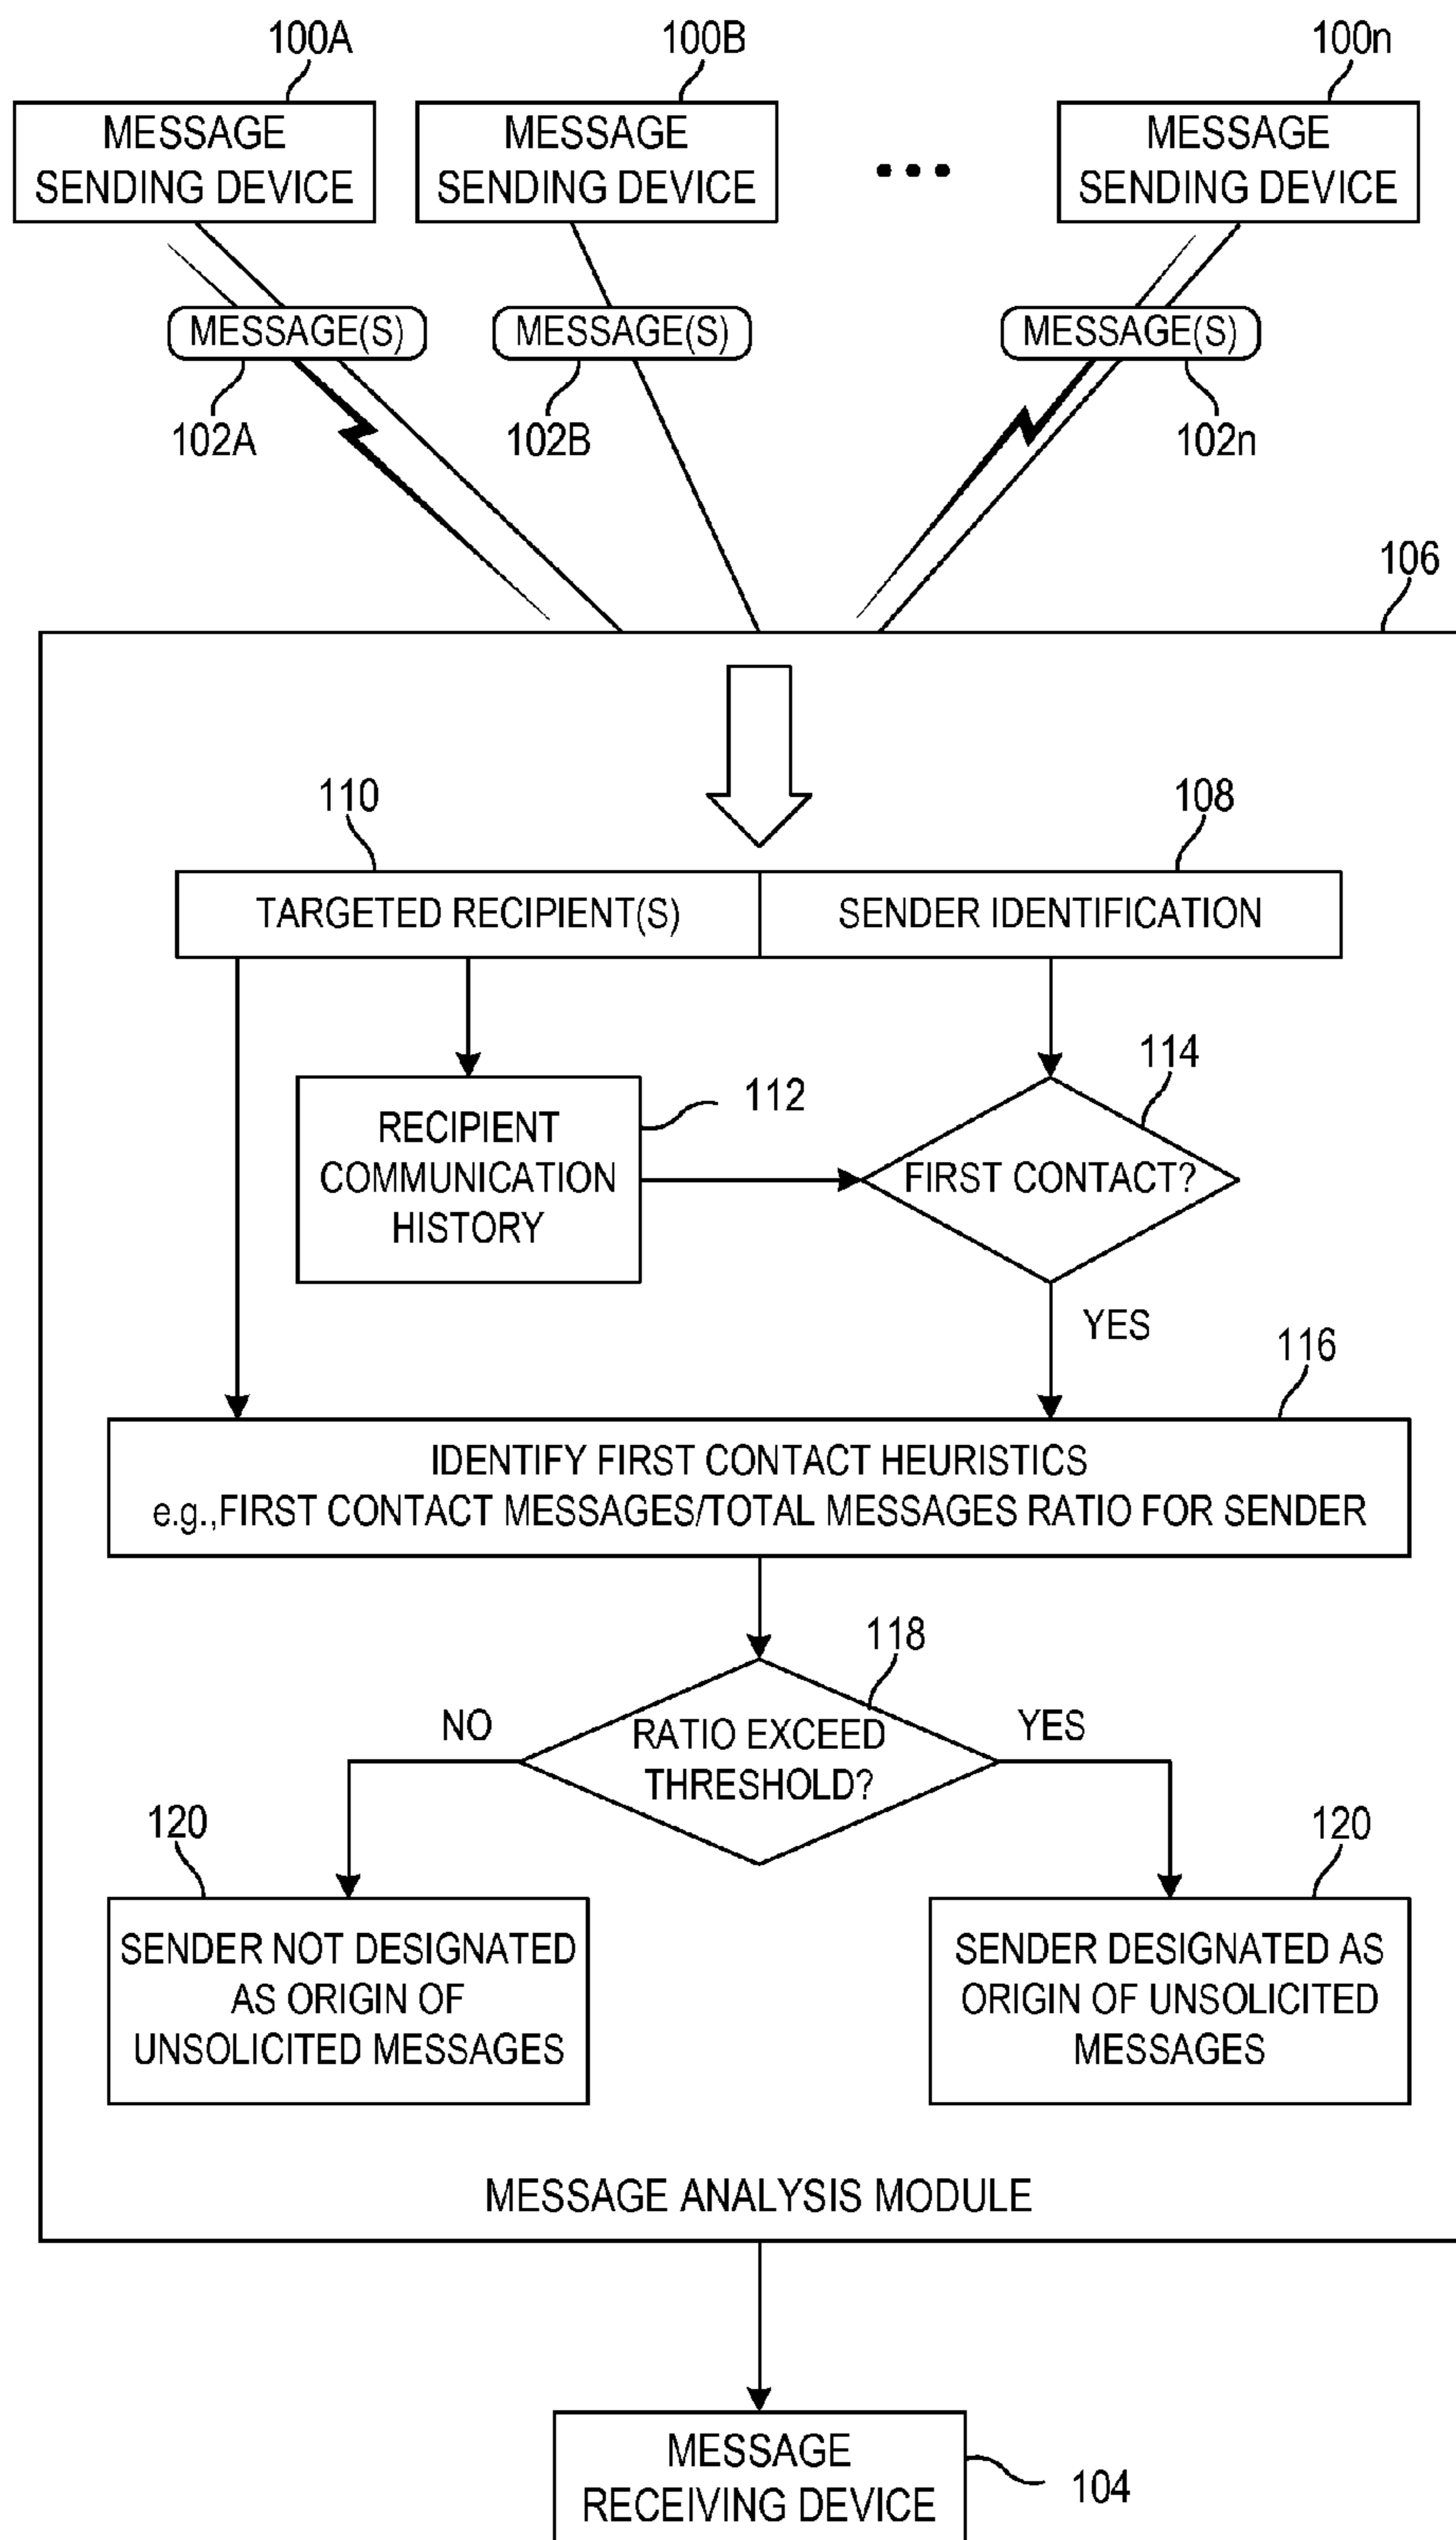 100A
100B
100n
MESSAGE
SENDING DEVICE
MESSAGE
SENDING DEVICE
MESSAGE
SENDING DEVICE
MESSAGE(S)
MESSAGE(S)
MESSAGE(S)
102A
102B
102n
106
110
108
TARGETED RECIPIENT(S)
SENDER IDENTIFICATION
114
112
RECIPIENT
COMMUNICATION
HISTORY
FIRST CONTACT?
YES
116
IDENTIFY FIRST CONTACT HEURISTICS
e.g.,FIRST CONTACT MESSAGES/TOTAL MESSAGES RATIO FOR SENDER
118
NO
RATIO EXCEED
THRESHOLD?
YES
120
120
SENDER NOT DESIGNATED
AS ORIGIN OF
UNSOLICITED MESSAGES
SENDER DESIGNATED AS
ORIGIN OF UNSOLICITED
MESSAGES
MESSAGE ANALYSIS MODULE
MESSAGE
RECEIVING DEVICE
104